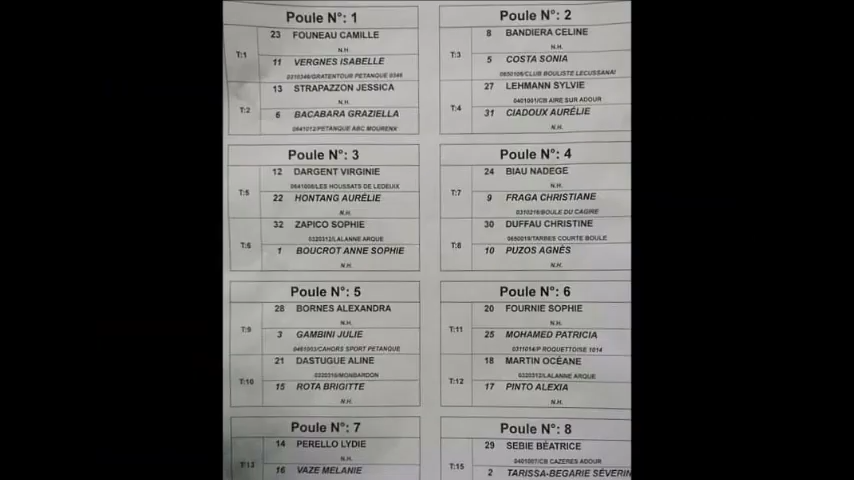 Poule N°: 1
T:1
23 FOUNEAU CAMILLE
N.H.
11 VERGNES ISABELLE
0310346/GRATENTOUR PETANQUE 0346
T:2
13 STRAPAZZON JESSICA
N.H.
6 BACABARA GRAZIELLA
0641012/PETANQUE ABC MOURENX
Poule N°: 2
T:3
8 BANDIERA CELINE
N.H.
5 COSTA SONIA
0650106/CLUB BOULISTE LECUSSANAI
T:4
27 LEHMANN SYLVIE
0401001/CB AIRE SUR ADOUR
31 CIADOUX AURÉLIE
N.H.
Poule N°: 3
T:5
12 DARGENT VIRGINIE
0641006/LES HOUSSATS DE LEDEUIX
22 HONTANG AURÉLIE
N.H.
T:6
32 ZAPICO SOPHIE
0320312/LALANNE ARQUE
1 BOUCROT ANNE SOPHIE
N.H.
Poule N°: 4
T:7
24 BIAU NADEGE
N.H.
9 FRAGA CHRISTIANE
0310216/BOULE DU CAGIRE
T:8
30 DUFFAU CHRISTINE
0650019/TARBES COURTE BOULE
10 PUZOS AGNÈS
N.H.
Poule N°: 5
T:9
28 BORNES ALEXANDRA
N.H.
3 GAMBINI JULIE
0461003/CAHORS SPORT PETANQUE
T:10
21 DASTUGUE ALINE
0320310/MONBARDON
15 ROTA BRIGITTE
N.H.
Poule N°: 6
T:11
20 FOURNIE SOPHIE
N.H.
25 MOHAMED PATRICIA
0311014/P ROQUETTOISE 1014
T:12
18 MARTIN OCÉANE
0320312/LALANNE ARQUE
17 PINTO ALEXIA
N.H.
Poule N°: 7
T:13
14 PERELLO LYDIE
N.H.
16 VAZE MELANIE
Poule N°: 8
T:15
29 SEBIE BÉATRICE
0401007/CB CAZERES ADOUR
2 TARISSA-BEGARIE SÉVERIN